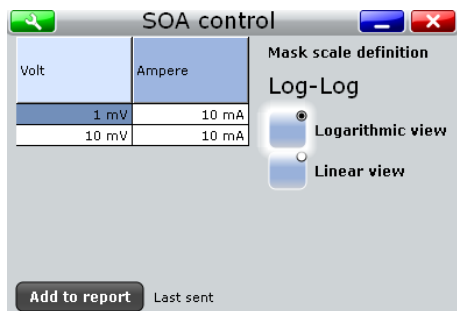 SOA control
Volt Ampere
1 mV 10 mA
10 mV 10 mA
Mask scale definition
Log-Log
Logarithmic view
Linear view
Add to report Last sent